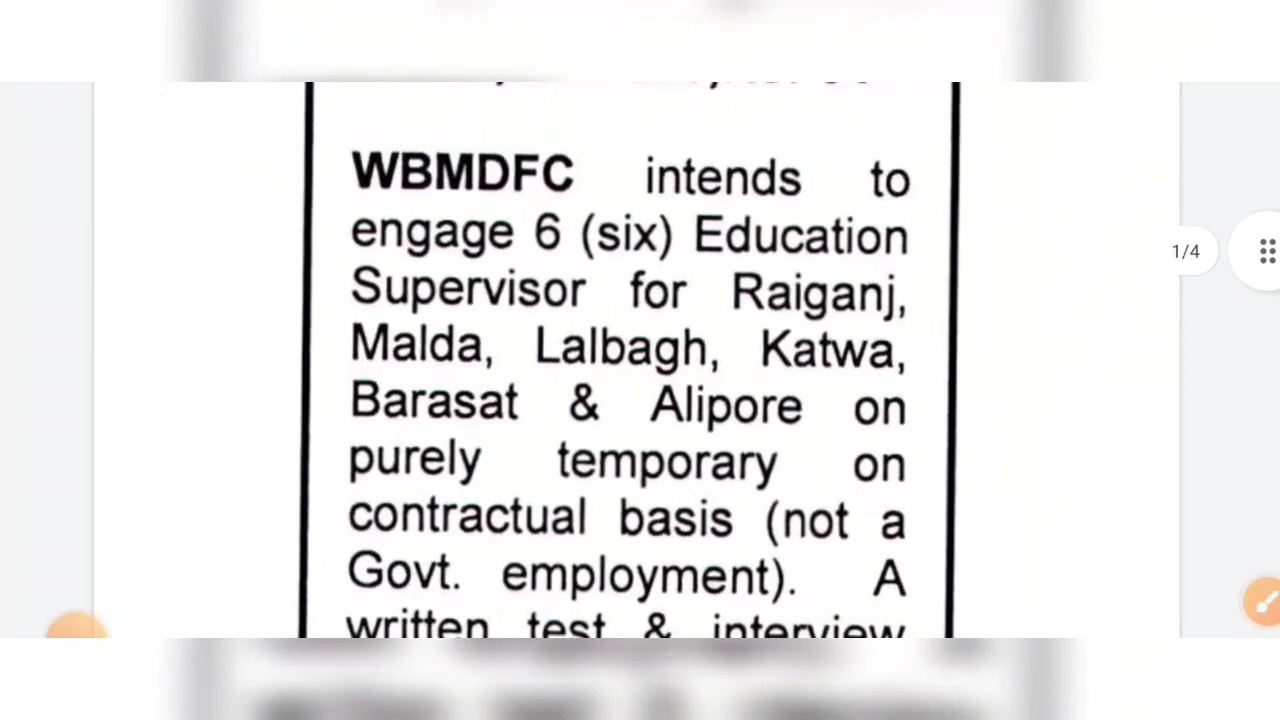 WBMDFC intends to
engage 6 (six) Education
Supervisor for Raiganj,
Malda, Lalbagh, Katwa,
Barasat & Alipore on
purely temporary on
contractual basis (not a
Govt. employment). A
written test & interview
1/4